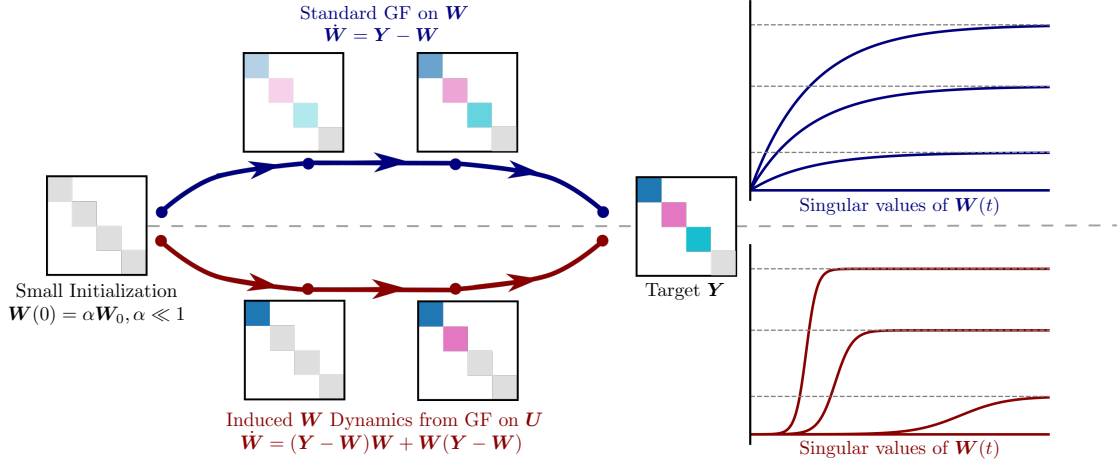 Standard GF on W
Ẇ = Y − W
Singular values of W(t)
Small Initialization
W(0) = αW₀, α ≪ 1
Target Y
Induced W Dynamics from GF on U
Ẇ = (Y − W)W + W(Y − W)
Singular values of W(t)